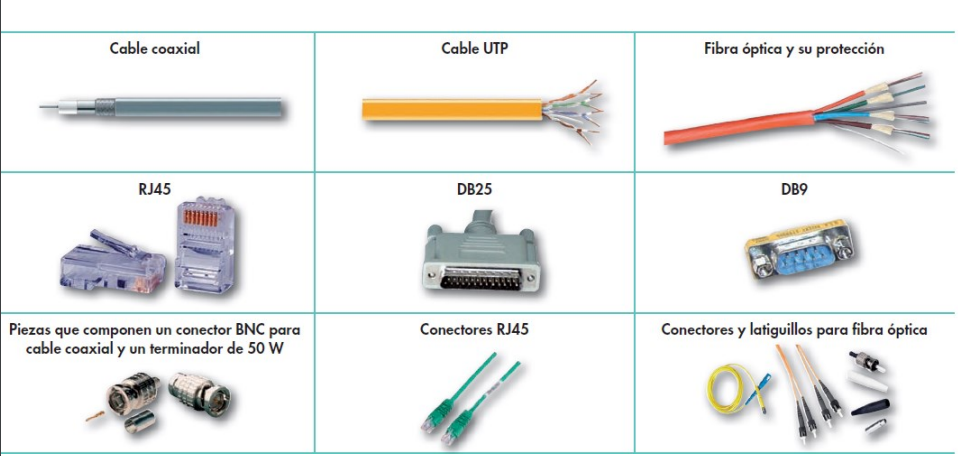 Cable coaxial
Cable UTP
Fibra óptica y su protección
RJ45
DB25
DB9
Piezas que componen un conector BNC para
cable coaxial y un terminador de 50 W
Conectores RJ45
Conectores y latiguillos para fibra óptica